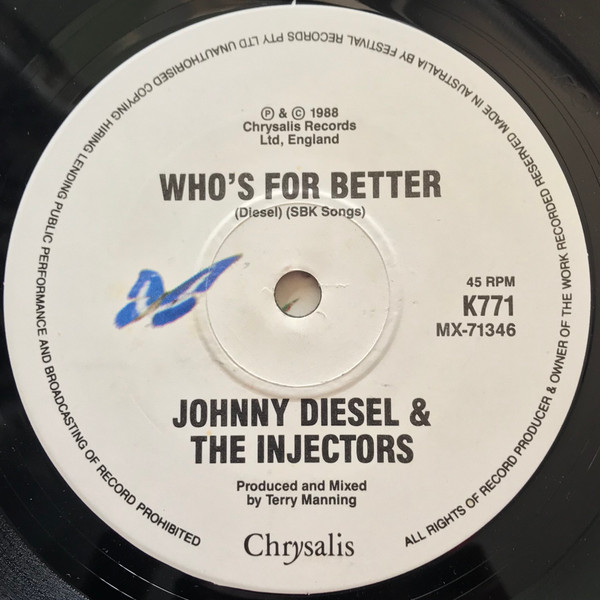 ℗ & © 1988
Chrysalis Records
Ltd, England
WHO'S FOR BETTER
(Diesel) (SBK Songs)
45 RPM
K771
MX-71346
JOHNNY DIESEL &
THE INJECTORS
Produced and Mixed
by Terry Manning
Chrysalis
ALL RIGHTS OF RECORD PRODUCER & OWNER OF THE WORK RECORDED RESERVED MADE IN AUSTRALIA BY FESTIVAL RECORDS PTY LTD UNAUTHORISED COPYING HIRING LENDING PUBLIC PERFORMANCE AND BROADCASTING OF RECORD PROHIBITED